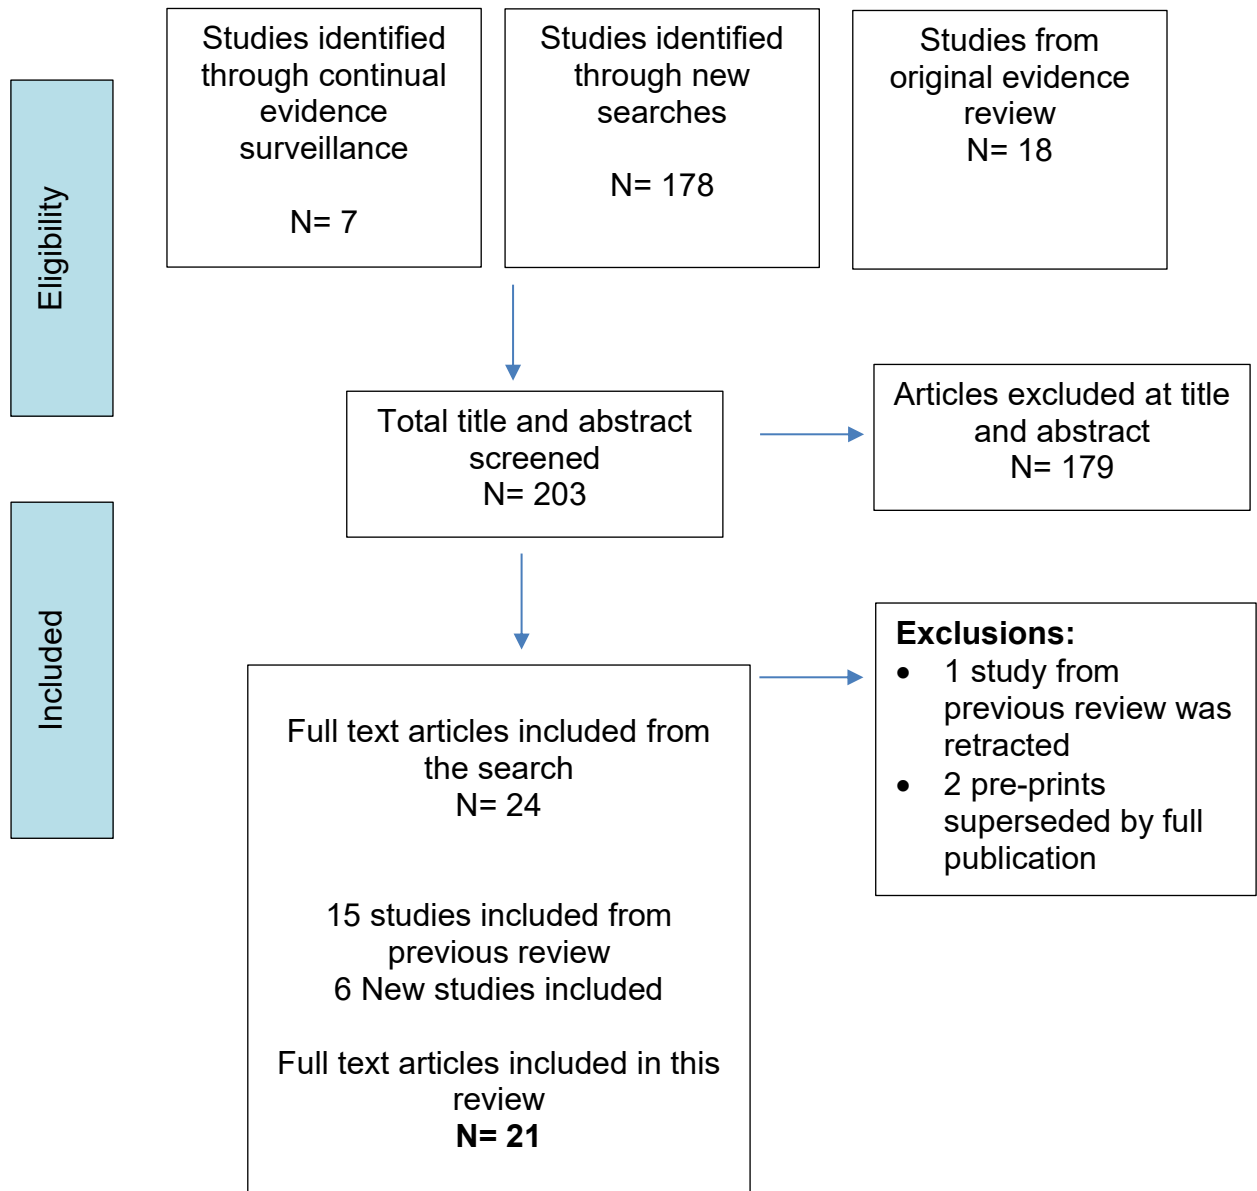 Eligibility
Studies identified
through continual
evidence
surveillance
N= 7
Studies identified
through new
searches
N= 178
Studies from
original evidence
review
N= 18
Total title and abstract
screened
N= 203
Articles excluded at title
and abstract
N= 179
Included
Full text articles included from
the search
N= 24
15 studies included from
previous review
6 New studies included
Full text articles included in this
review
N= 21
Exclusions:
• 1 study from
previous review was
retracted
• 2 pre-prints
superseded by full
publication